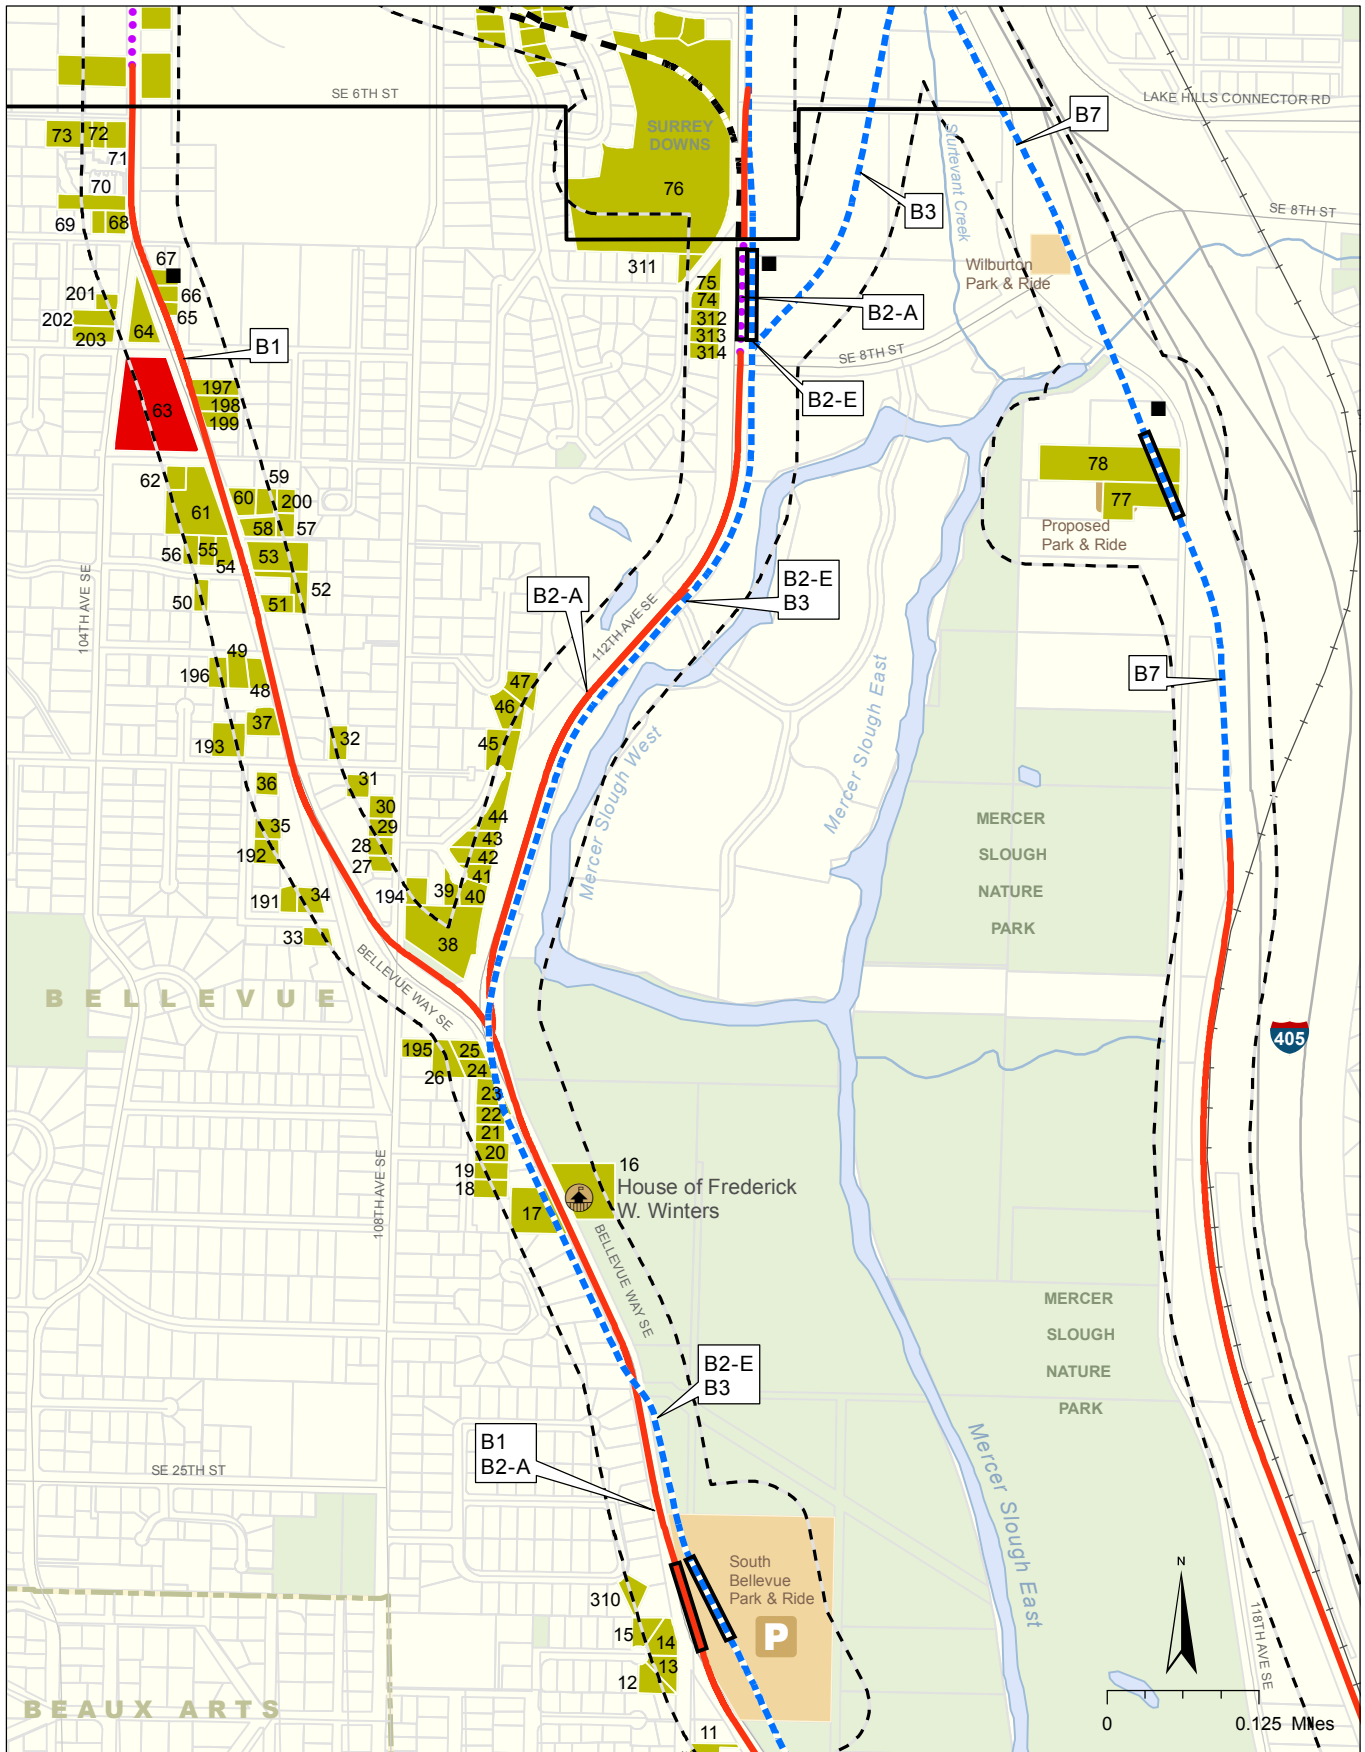 SE 6TH ST
LAKE HILLS CONNECTOR RD
B7
SURREY
DOWNS
Sturtevant Creek
73
72
71
70
76
B3
SE 8TH ST
69
68
67
311
Wilburton
Park & Ride
75
201
66
74
B2-A
202
65
312
203
64
313
B1
314
SE 8TH ST
B2-E
63
197
198
199
62
59
78
60
200
77
61
58
57
Proposed
Park & Ride
56
55
54
53
52
B2-A
B2-E
B3
50
51
104TH AVE SE
112TH AVE SE
49
196
48
47
B7
46
Mercer Slough East
37
193
32
45
Mercer Slough West
36
31
30
44
MERCER
SLOUGH
NATURE
PARK
35
29
43
192
28
42
27
41
191
34
194
39
40
33
38
BELLEVUE WAY SE
BELLEVUE
405
195
25
26
24
23
22
21
20
19
18
16
House of Frederick
W. Winters
17
108TH AVE SE
BELLEVUE WAY SE
MERCER
SLOUGH
NATURE
PARK
B2-E
B3
B1
B2-A
SE 25TH ST
Mercer Slough East
South
Bellevue
Park & Ride
P
310
15
14
13
12
11
N
118TH AVE SE
BEAUX ARTS
0
0.125 Miles